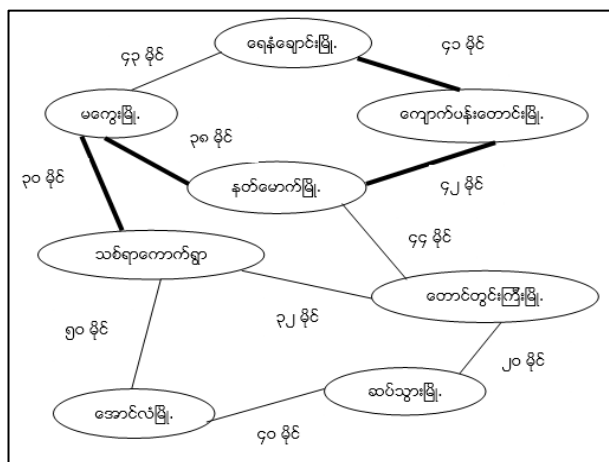 ရေနံချောင်းမြို့
၄၃ မိုင်
၄၁ မိုင်
မကွေးမြို့
ကျောက်ပန်းတောင်းမြို့
၃၈ မိုင်
၃၀ မိုင်
နတ်မောက်မြို့
၄၂ မိုင်
၄၄ မိုင်
သစ်ရာကောက်ရွာ
တောင်တွင်းကြီးမြို့
၃၂ မိုင်
၅၀ မိုင်
၂၀ မိုင်
ဆပ်သွားမြို့
အောင်လံမြို့
၄၀ မိုင်